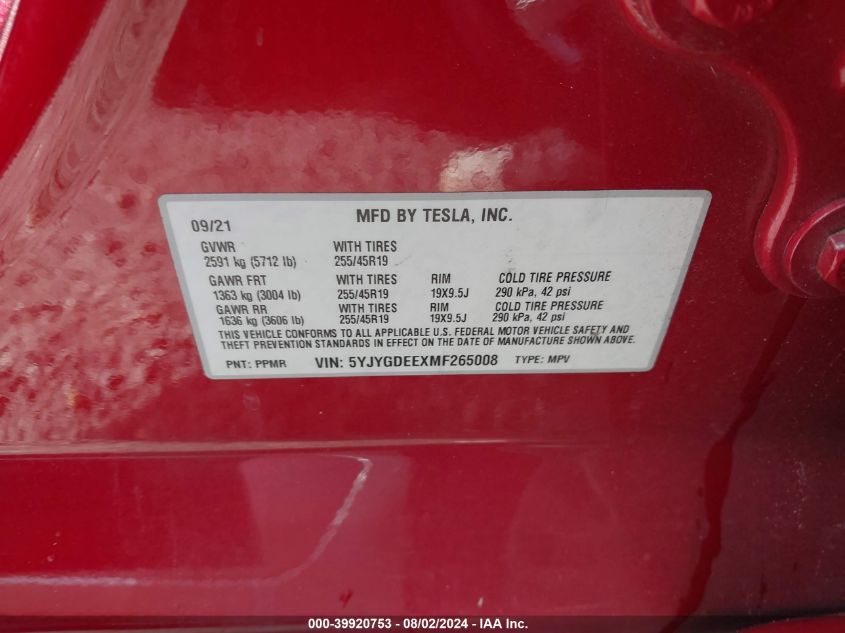 09/21 MFD BY TESLA, INC.
GVWR WITH TIRES
2591 kg (5712 lb) 255/45R19
GAWR FRT WITH TIRES RIM COLD TIRE PRESSURE
1363 kg (3004 lb) 255/45R19 19X9.5J 290 kPa, 42 psi
GAWR RR WITH TIRES RIM COLD TIRE PRESSURE
1636 kg (3606 lb) 255/45R19 19X9.5J 290 kPa, 42 psi
THIS VEHICLE CONFORMS TO ALL APPLICABLE U.S. FEDERAL MOTOR VEHICLE SAFETY AND
THEFT PREVENTION STANDARDS IN EFFECT ON THE DATE OF MANUFACTURE SHOWN ABOVE.
PNT: PPMR VIN: 5YJYGDEEXMF265008 TYPE: MPV
000-39920753 - 08/02/2024 - IAA Inc.